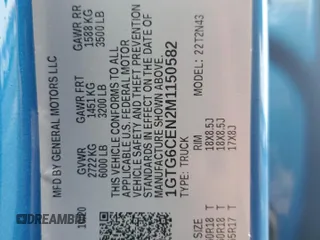 MFD BY GENERAL MOTORS LLC
GVWR GAWR FRT GAWR RR
2722 KG 1451 KG 1588 KG
6000 LB 3200 LB 3500 LB
THIS VEHICLE CONFORMS TO ALL
APPLICABLE U.S. FEDERAL MOTOR
VEHICLE SAFETY AND THEFT PREVENTION
STANDARDS IN EFFECT ON THE DATE OF
MANUFACTURE SHOWN ABOVE.
1GTG6CEN2M1150582
TYPE: TRUCK MODEL: 22T2N43
SIZE RIM
18X8.5J
18X8.5J
17X8J